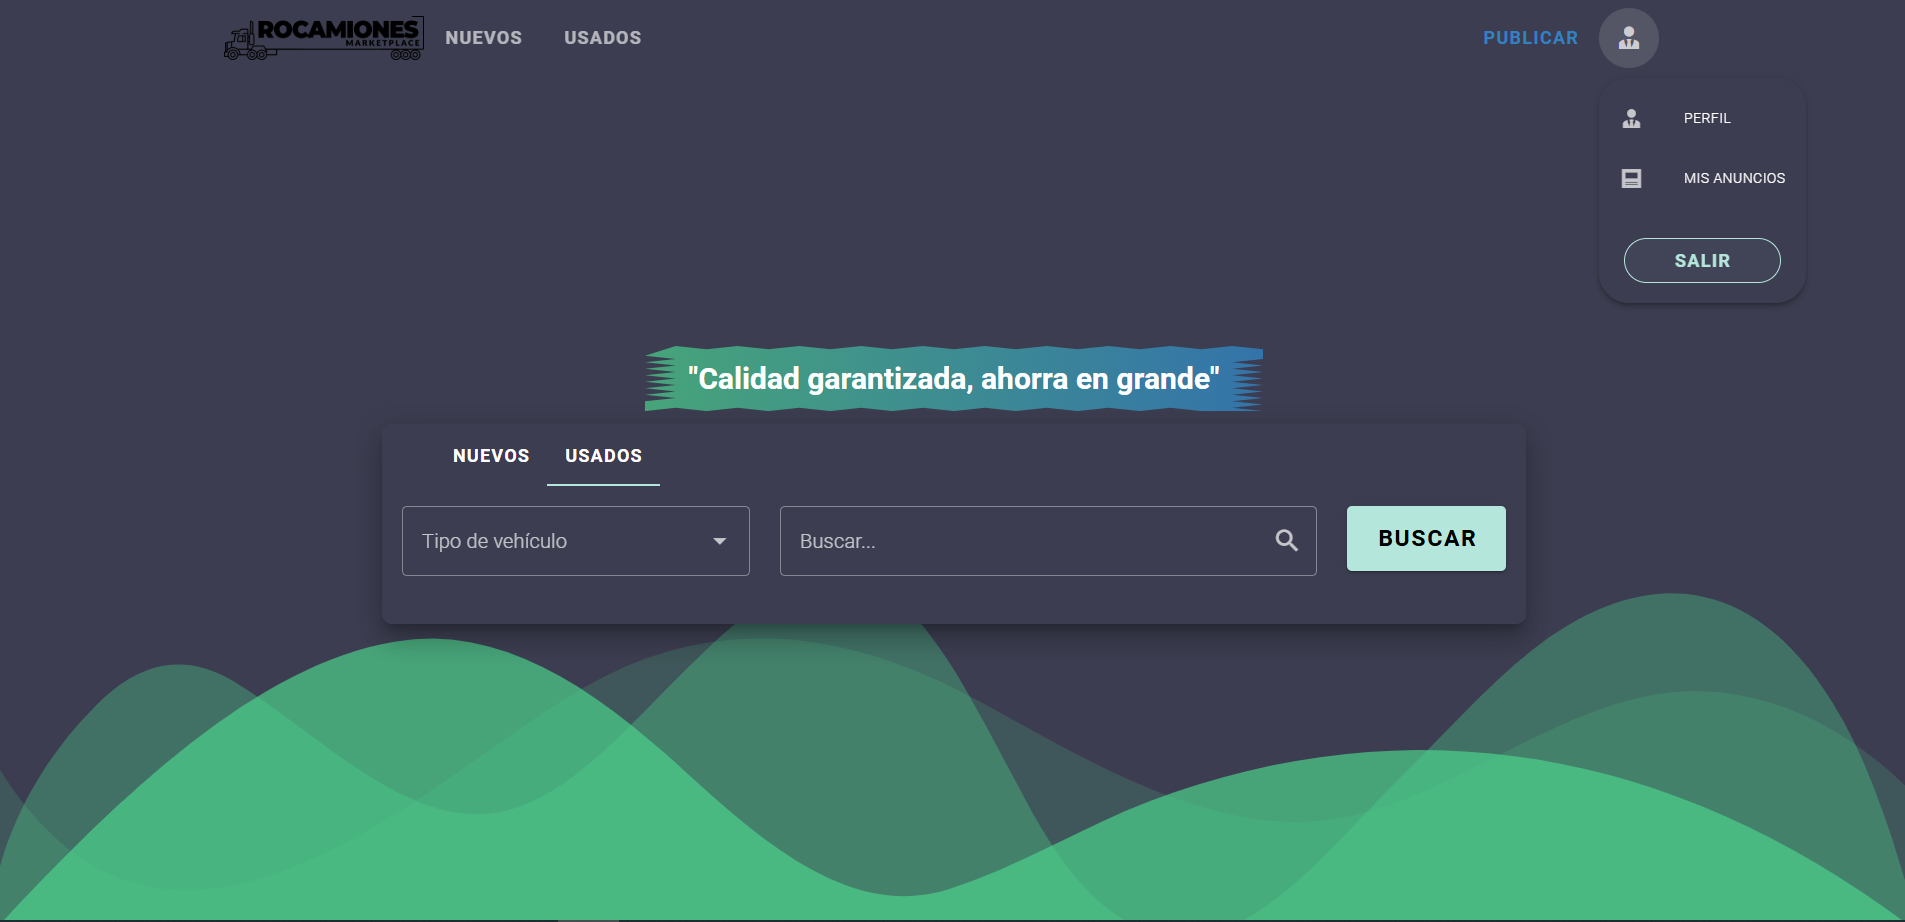 ROCAMIONES
MARKETPLACE
NUEVOS
USADOS
PUBLICAR
PERFIL
MIS ANUNCIOS
SALIR
"Calidad garantizada, ahorra en grande"
NUEVOS
USADOS
Tipo de vehículo
Buscar...
BUSCAR